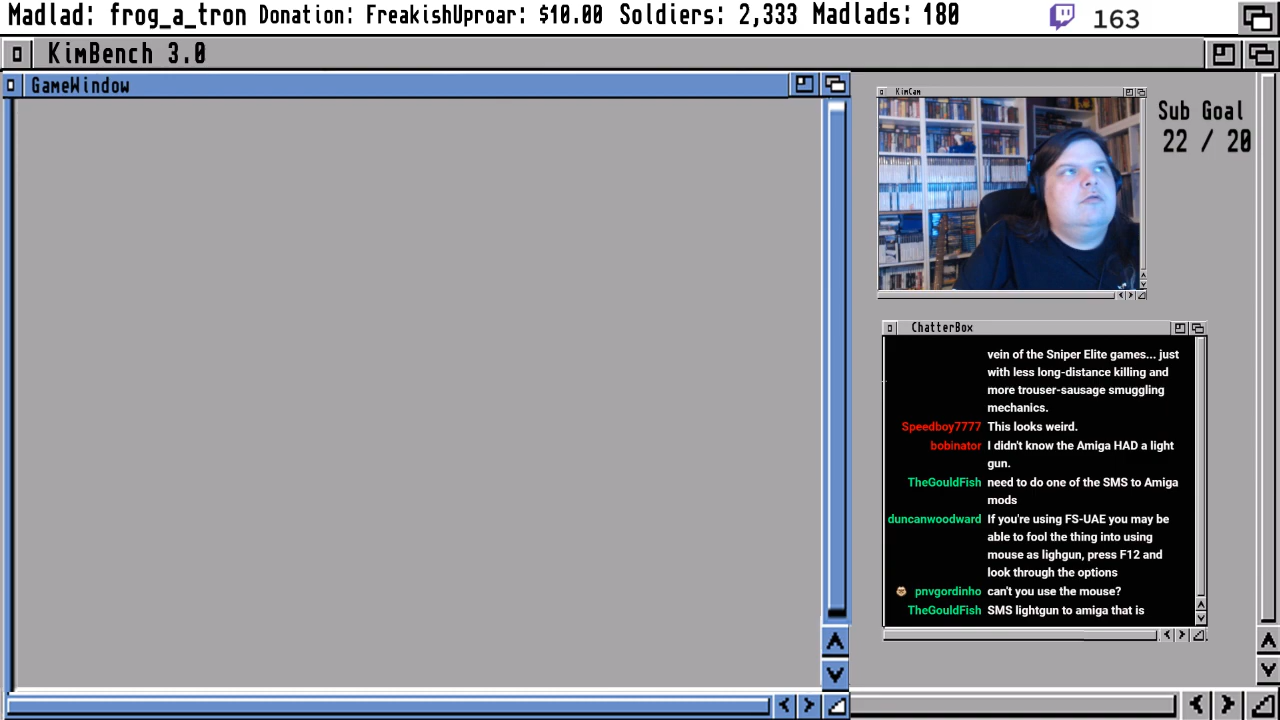 Madlad: frog_a_tron Donation: FreakishUproar: $10.00 Soldiers: 2,333 Madlads: 180 163
KimBench 3.0
GameWindow
KimCam
Sub Goal
22 / 20
ChatterBox
vein of the Sniper Elite games... just
with less long-distance killing and
more trouser-sausage smuggling
mechanics.
Speedboy7777 This looks weird.
bobinator I didn't know the Amiga HAD a light
gun.
TheGouldFish need to do one of the SMS to Amiga
mods
duncanwoodward If you're using FS-UAE you may be
able to fool the thing into using
mouse as lighgun, press F12 and
look through the options
pnvgordinho can't you use the mouse?
TheGouldFish SMS lightgun to amiga that is